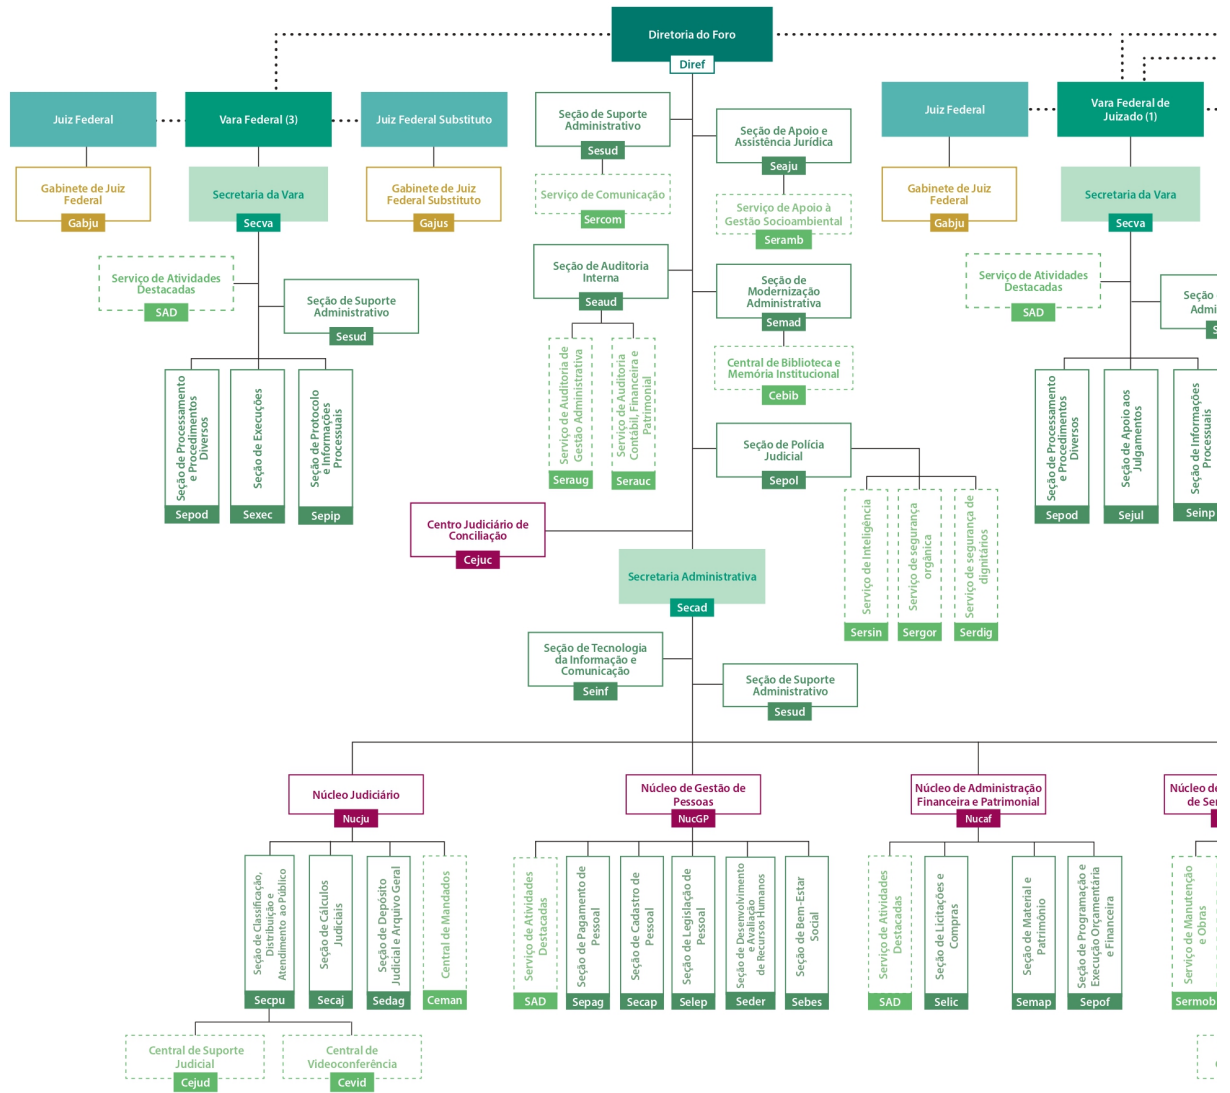 Diretoria do Foro
Diref
Juiz Federal
Vara Federal (3)
Juiz Federal Substituto
Gabinete de Juiz
Federal
Gabju
Secretaria da Vara
Secva
Gabinete de Juiz
Federal Substituto
Gajus
Serviço de Atividades
Destacadas
SAD
Seção de Suporte
Administrativo
Sesud
Seção de Processamento
e Procedimentos
Diversos
Sepod
Seção de Execuções
Sexec
Seção de Protocolo
e Informações
Processuais
Sepip
Seção de Suporte
Administrativo
Sesud
Serviço de Comunicação
Sercom
Seção de Apoio e
Assistência Jurídica
Seaju
Serviço de Apoio à
Gestão Socioambiental
Seramb
Seção de Auditoria
Interna
Seaud
Serviço de Auditoria de
Gestão Administrativa
Seraug
Serviço de Auditoria
Contábil, Financeira e
Patrimonial
Serauc
Seção de
Modernização
Administrativa
Semad
Central de Biblioteca e
Memória Institucional
Cebib
Seção de Polícia
Judicial
Sepol
Serviço de Inteligência
Sersin
Serviço de segurança
orgânica
Sergor
Serviço de segurança de
dignitários
Serdig
Centro Judiciário de
Conciliação
Cejuc
Juiz Federal
Vara Federal de
Juizado (1)
Gabinete de Juiz
Federal
Gabju
Secretaria da Vara
Secva
Serviço de Atividades
Destacadas
SAD
Seção
Admi
S
Seção de Processamento
e Procedimentos
Diversos
Sepod
Seção de Apoio aos
Julgamentos
Sejul
Seção de Informações
Processuais
Seinp
Secretaria Administrativa
Secad
Seção de Tecnologia
da Informação e
Comunicação
Seinf
Seção de Suporte
Administrativo
Sesud
Núcleo Judiciário
Nucju
Seção de Classificação,
Distribuição e
Atendimento ao Público
Secpu
Seção de Cálculos
Judiciais
Secaj
Seção de Depósito
Judicial e Arquivo Geral
Sedag
Central de Mandados
Ceman
Central de Suporte
Judicial
Cejud
Central de
Videoconferência
Cevid
Núcleo de Gestão de
Pessoas
NucGP
Serviço de Atividades
Destacadas
SAD
Seção de Pagamento de
Pessoal
Sepag
Seção de Cadastro de
Pessoal
Secap
Seção de Legislação de
Pessoal
Selep
Seção de Desenvolvimento
e Avaliação
de Recursos Humanos
Seder
Seção de Bem-Estar
Social
Sebes
Núcleo de Administração
Financeira e Patrimonial
Nucaf
Serviço de Atividades
Destacadas
SAD
Seção de Licitações e
Compras
Selic
Seção de Material e
Patrimônio
Semap
Seção de Programação e
Execução Orçamentária
e Financeira
Sepof
Núcleo de
de Ser
Serviço de Manutenção
e Obras
Sermob